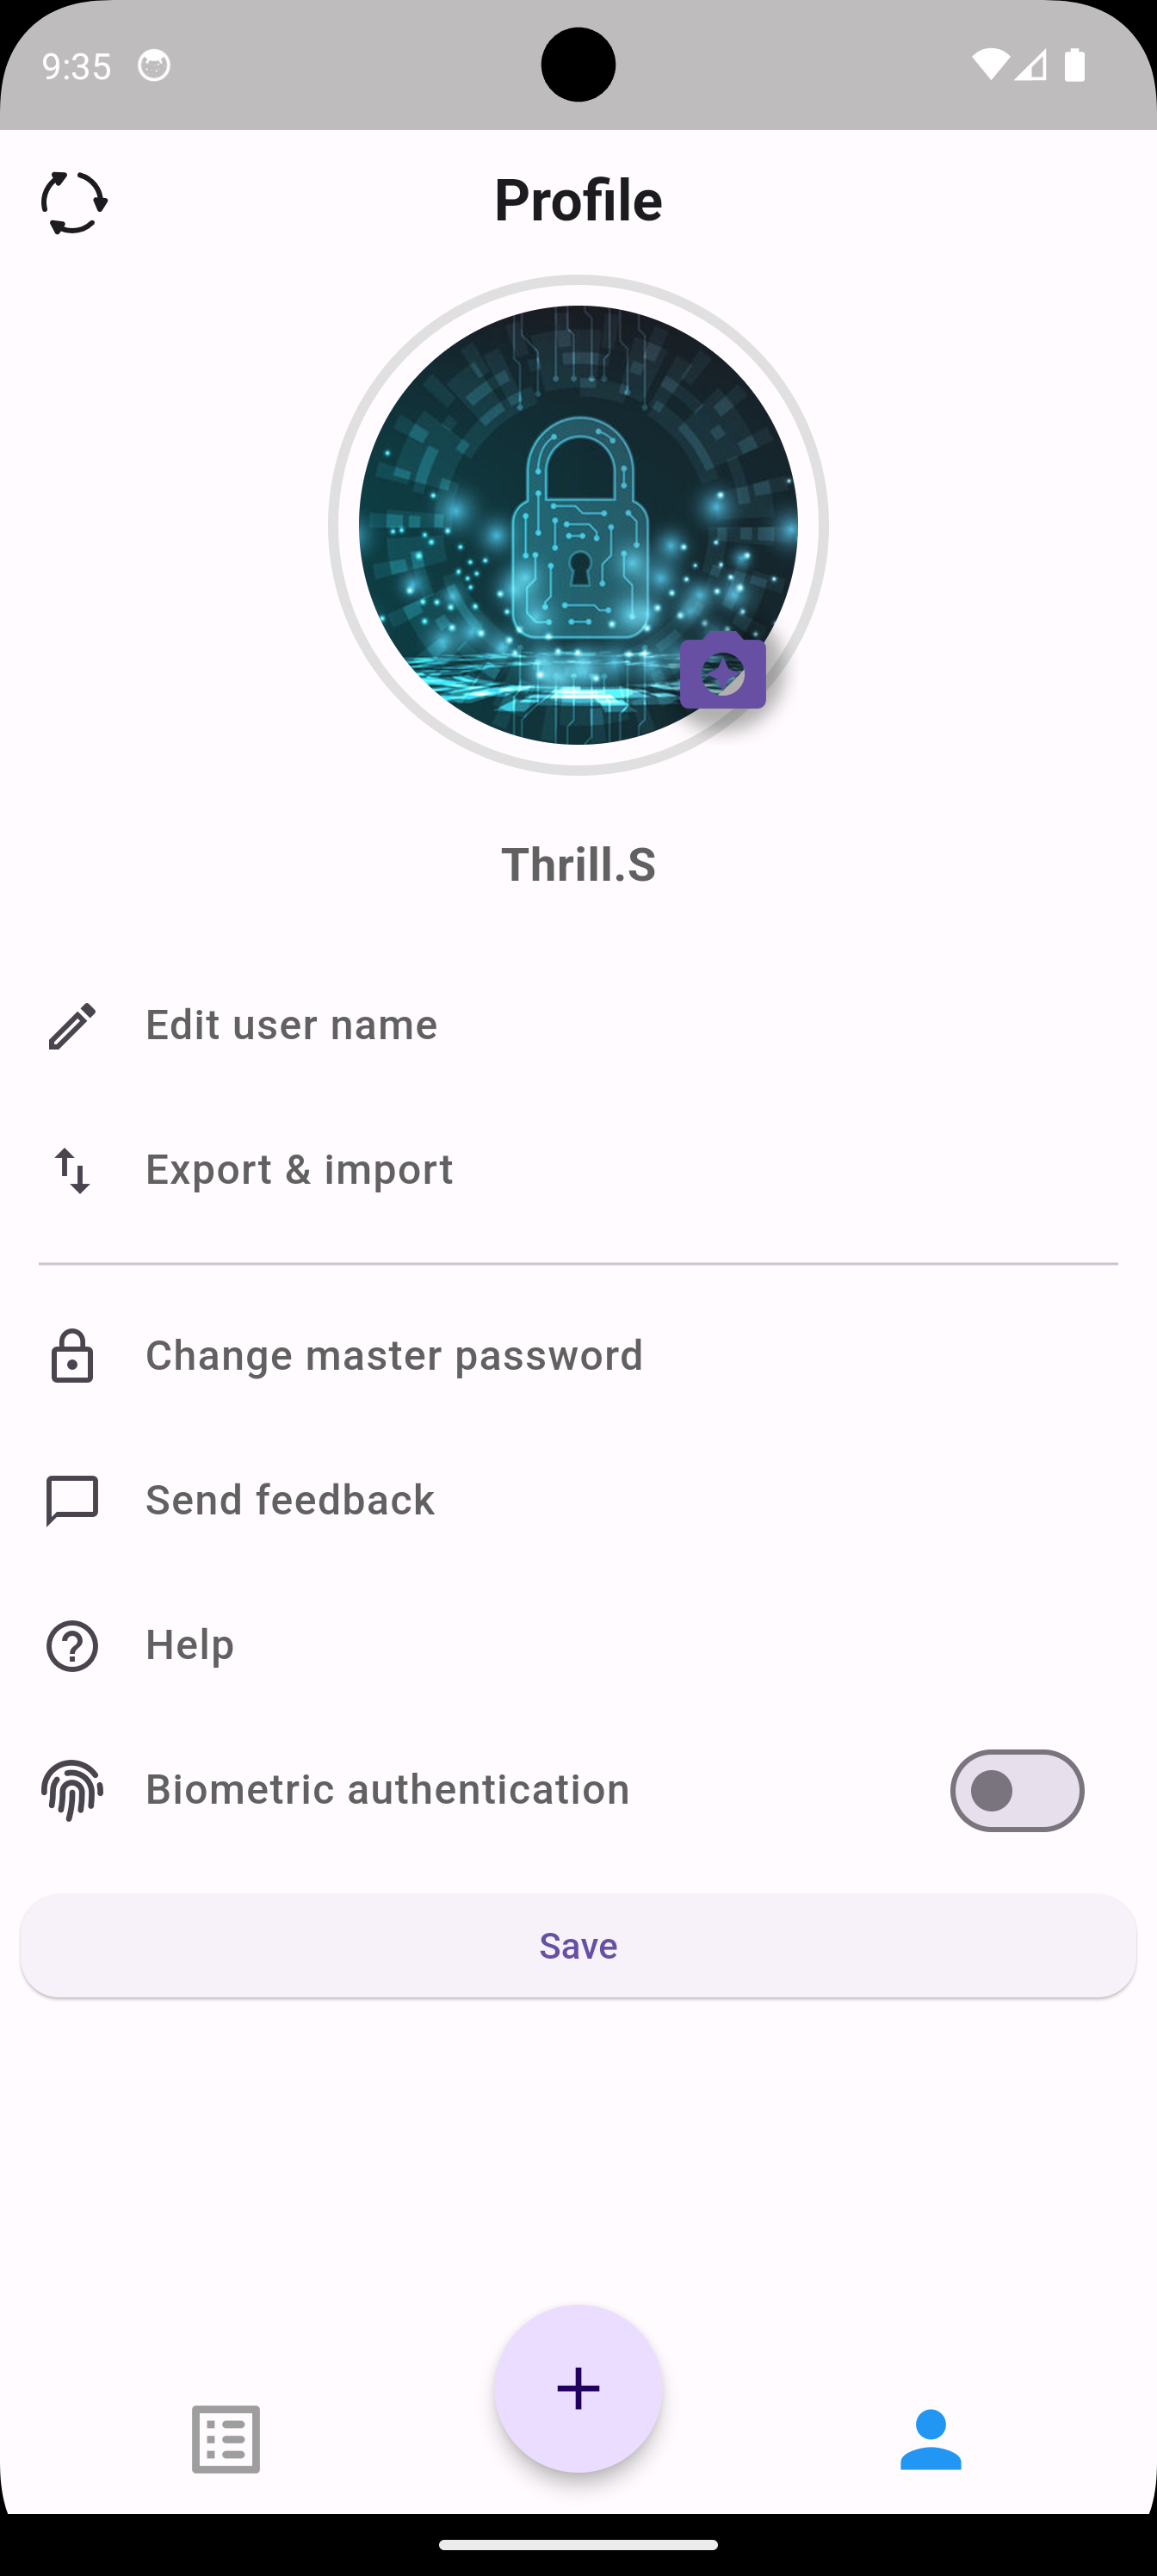 9:35
Profile
Thrill.S
Edit user name
Export & import
Change master password
Send feedback
Help
Biometric authentication
Save